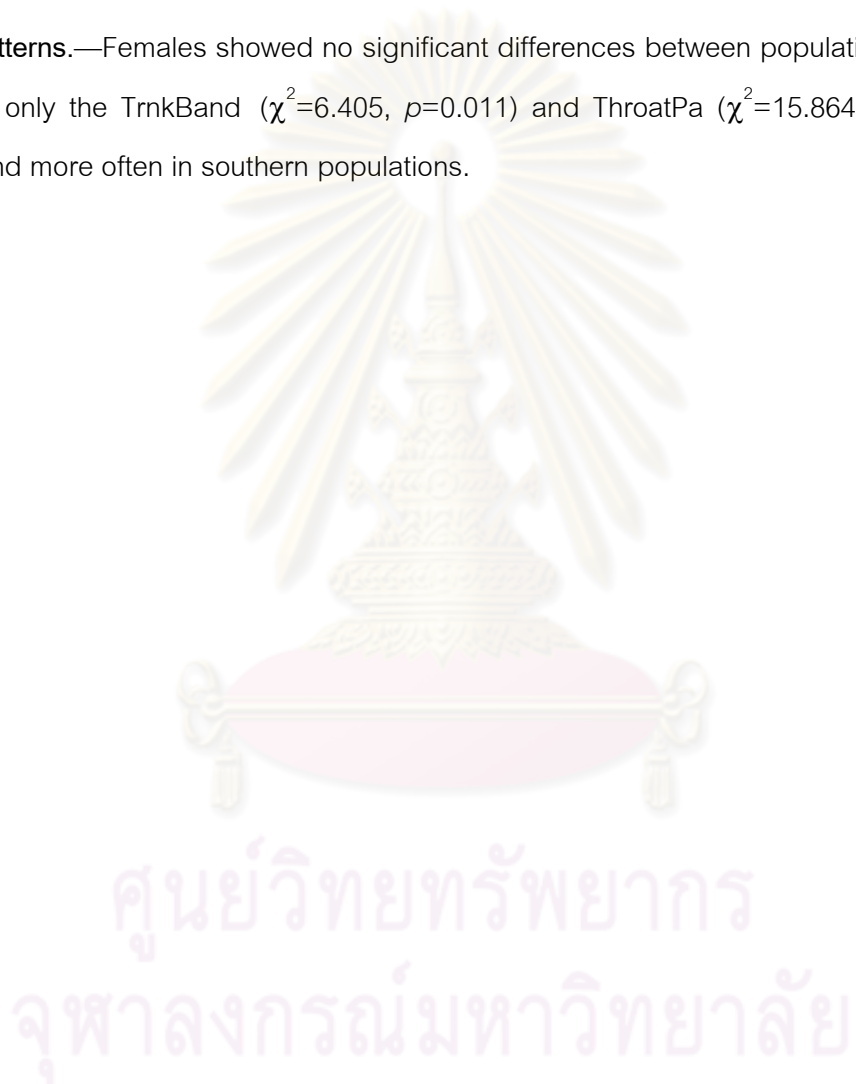 tterns.—Females showed no significant differences between populati
only the TrnkBand (χ²=6.405, p=0.011) and ThroatPa (χ²=15.864
nd more often in southern populations.
ศูนย์วิทยทรัพยากร
จุฬาลงกรณ์มหาวิทยาลัย